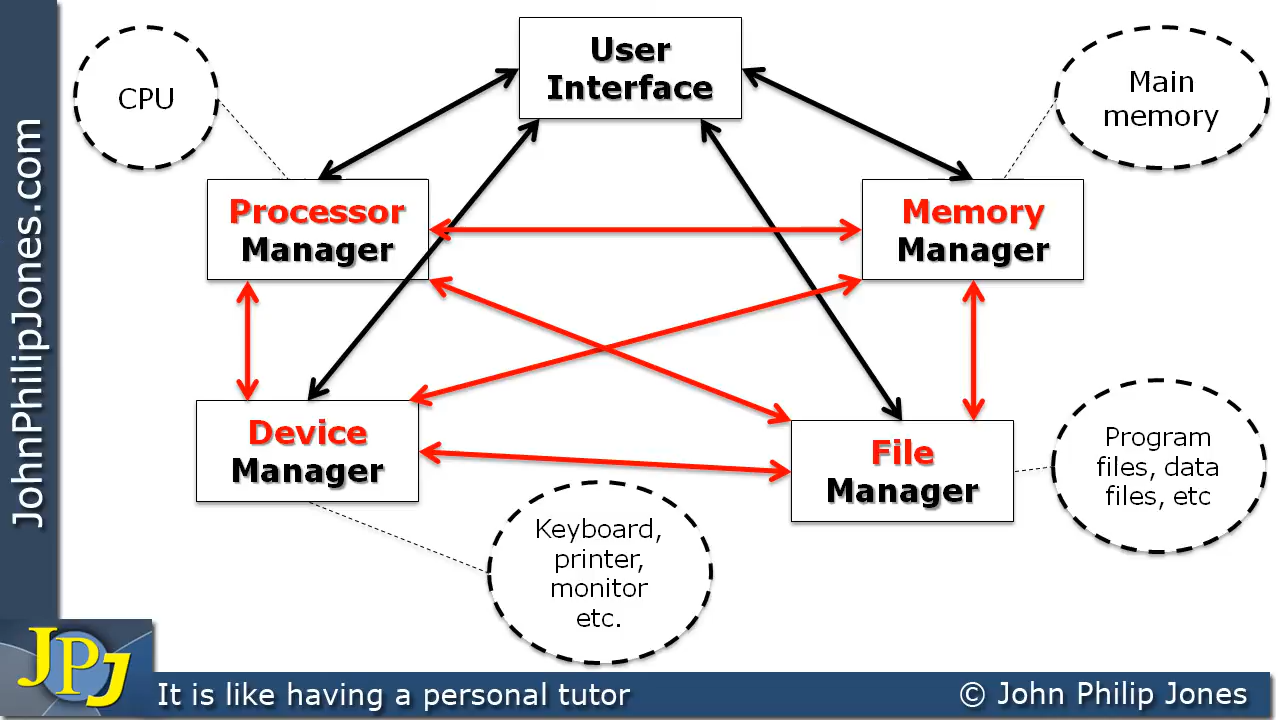 User
Interface
CPU
Main
memory
Processor
Manager
Memory
Manager
Device
Manager
File
Manager
Program
files, data
files, etc
Keyboard,
printer,
monitor
etc.
JohnPhilipJones.com
JPJ
It is like having a personal tutor
© John Philip Jones